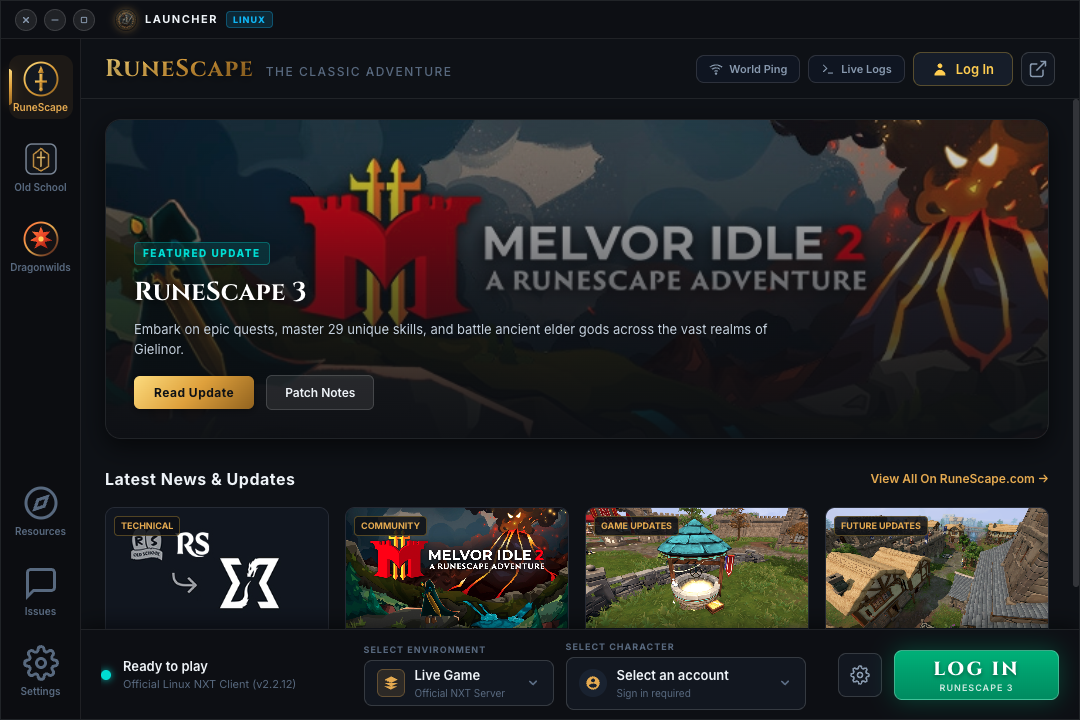 LAUNCHER LINUX
RuneScape
Old School
Dragonwilds
Resources
Issues
Settings
RUNESCAPE THE CLASSIC ADVENTURE
World Ping
Live Logs
Log In
MELVOR IDLE 2
A RUNESCAPE ADVENTURE
FEATURED UPDATE
RUNESCAPE 3
Embark on epic quests, master 29 unique skills, and battle ancient elder gods across the vast realms of
Gielinor.
Read Update
Patch Notes
Latest News & Updates
View All On RuneScape.com →
TECHNICAL
RS
OLD SCHOOL
RS
COMMUNITY
MELVOR IDLE 2
A RUNESCAPE ADVENTURE
GAME UPDATES
FUTURE UPDATES
Ready to play
Official Linux NXT Client (v2.2.12)
SELECT ENVIRONMENT
Live Game
Official NXT Server
SELECT CHARACTER
Select an account
Sign in required
LOG IN
RUNESCAPE 3